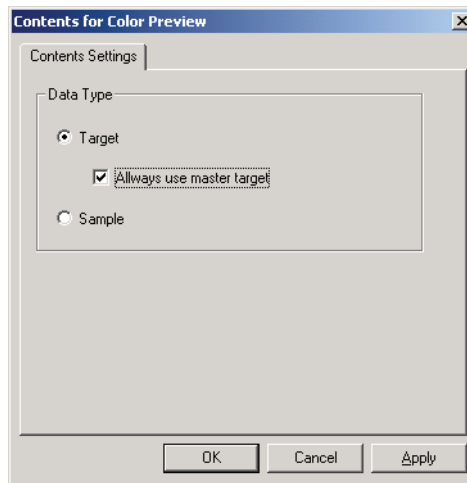 Contents for Color Preview
Contents Settings
Data Type
Target
Allways use master target
Sample
OK Cancel Apply